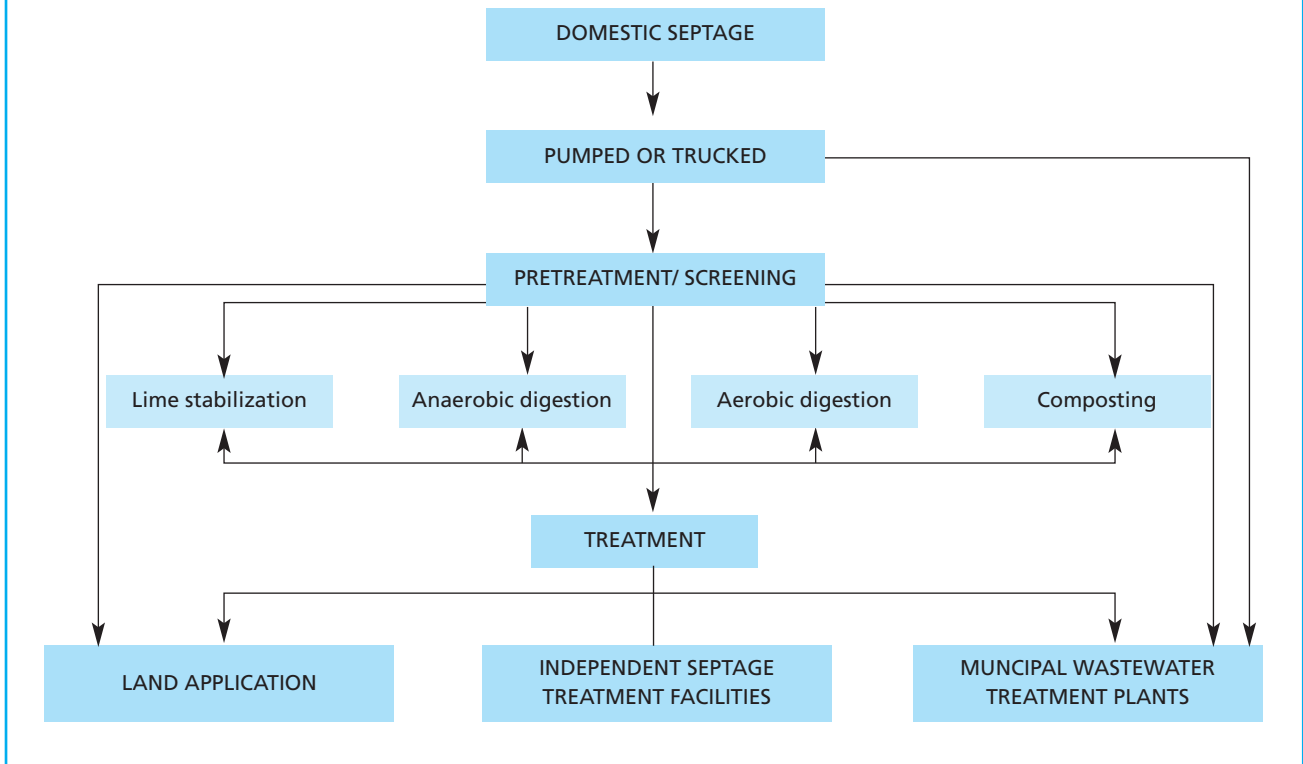 DOMESTIC SEPTAGE
PUMPED OR TRUCKED
PRETREATMENT/ SCREENING
Lime stabilization
Anaerobic digestion
Aerobic digestion
Composting
TREATMENT
LAND APPLICATION
INDEPENDENT SEPTAGE
TREATMENT FACILITIES
MUNCIPAL WASTEWATER
TREATMENT PLANTS